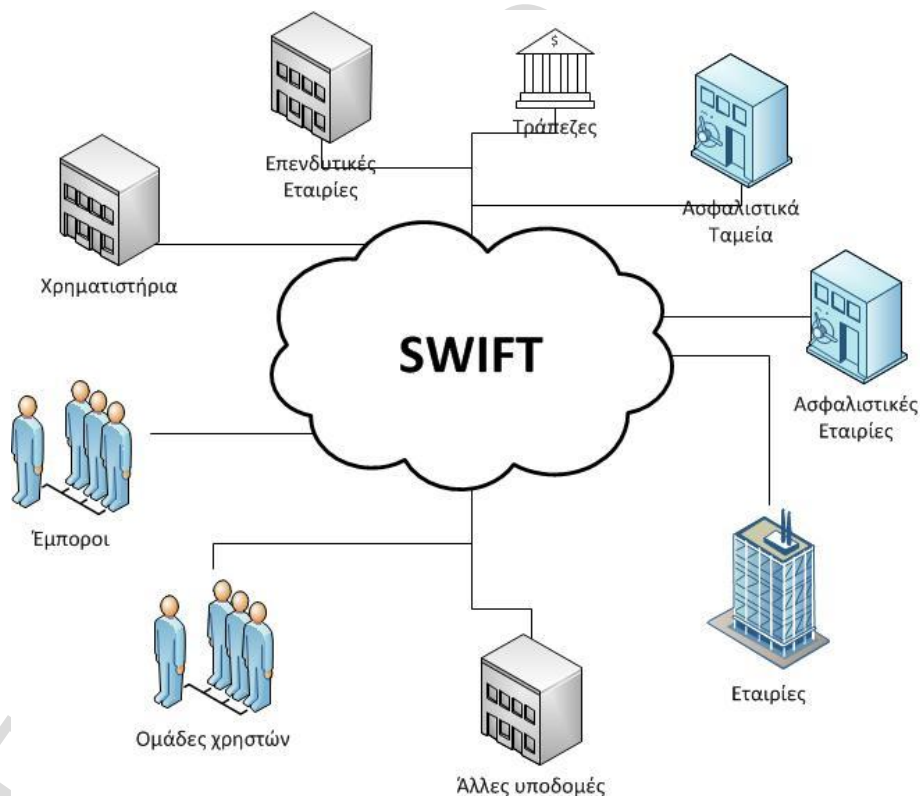 $
Τράπεζες
Επενδυτικές
Εταιρίες
Ασφαλιστικά
Ταμεία
Χρηματιστήρια
SWIFT
Ασφαλιστικές
Εταιρίες
Έμποροι
Εταιρίες
Ομάδες χρηστών
Άλλες υποδομές